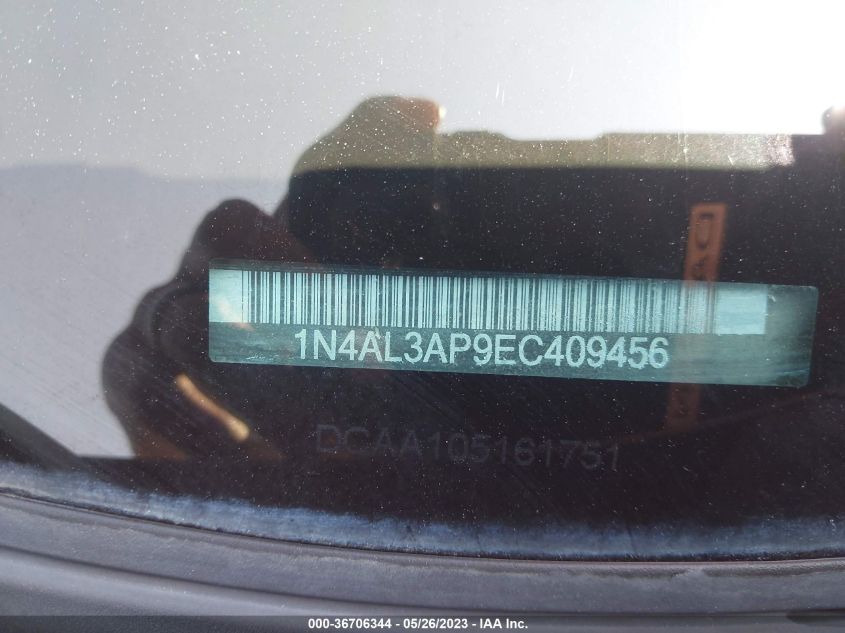 1N4AL3AP9EC409456
DCAA105161751
000-36706344 - 05/26/2023 - IAA Inc.